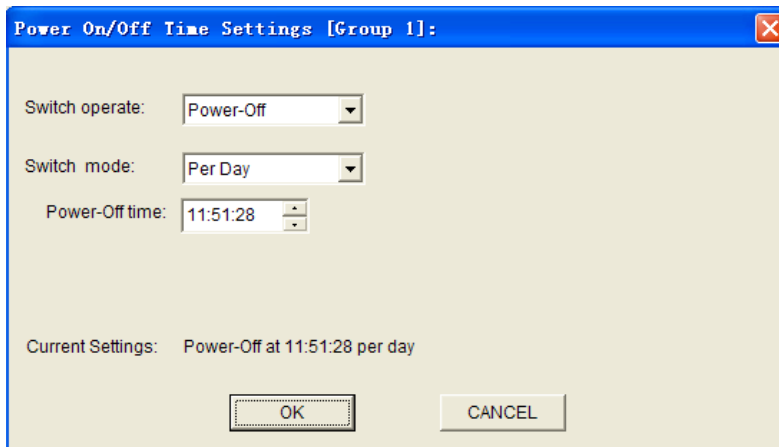 Power On/Off Time Settings [Group 1]:
Switch operate: Power-Off
Switch mode: Per Day
Power-Off time: 11:51:28
Current Settings: Power-Off at 11:51:28 per day
OK CANCEL